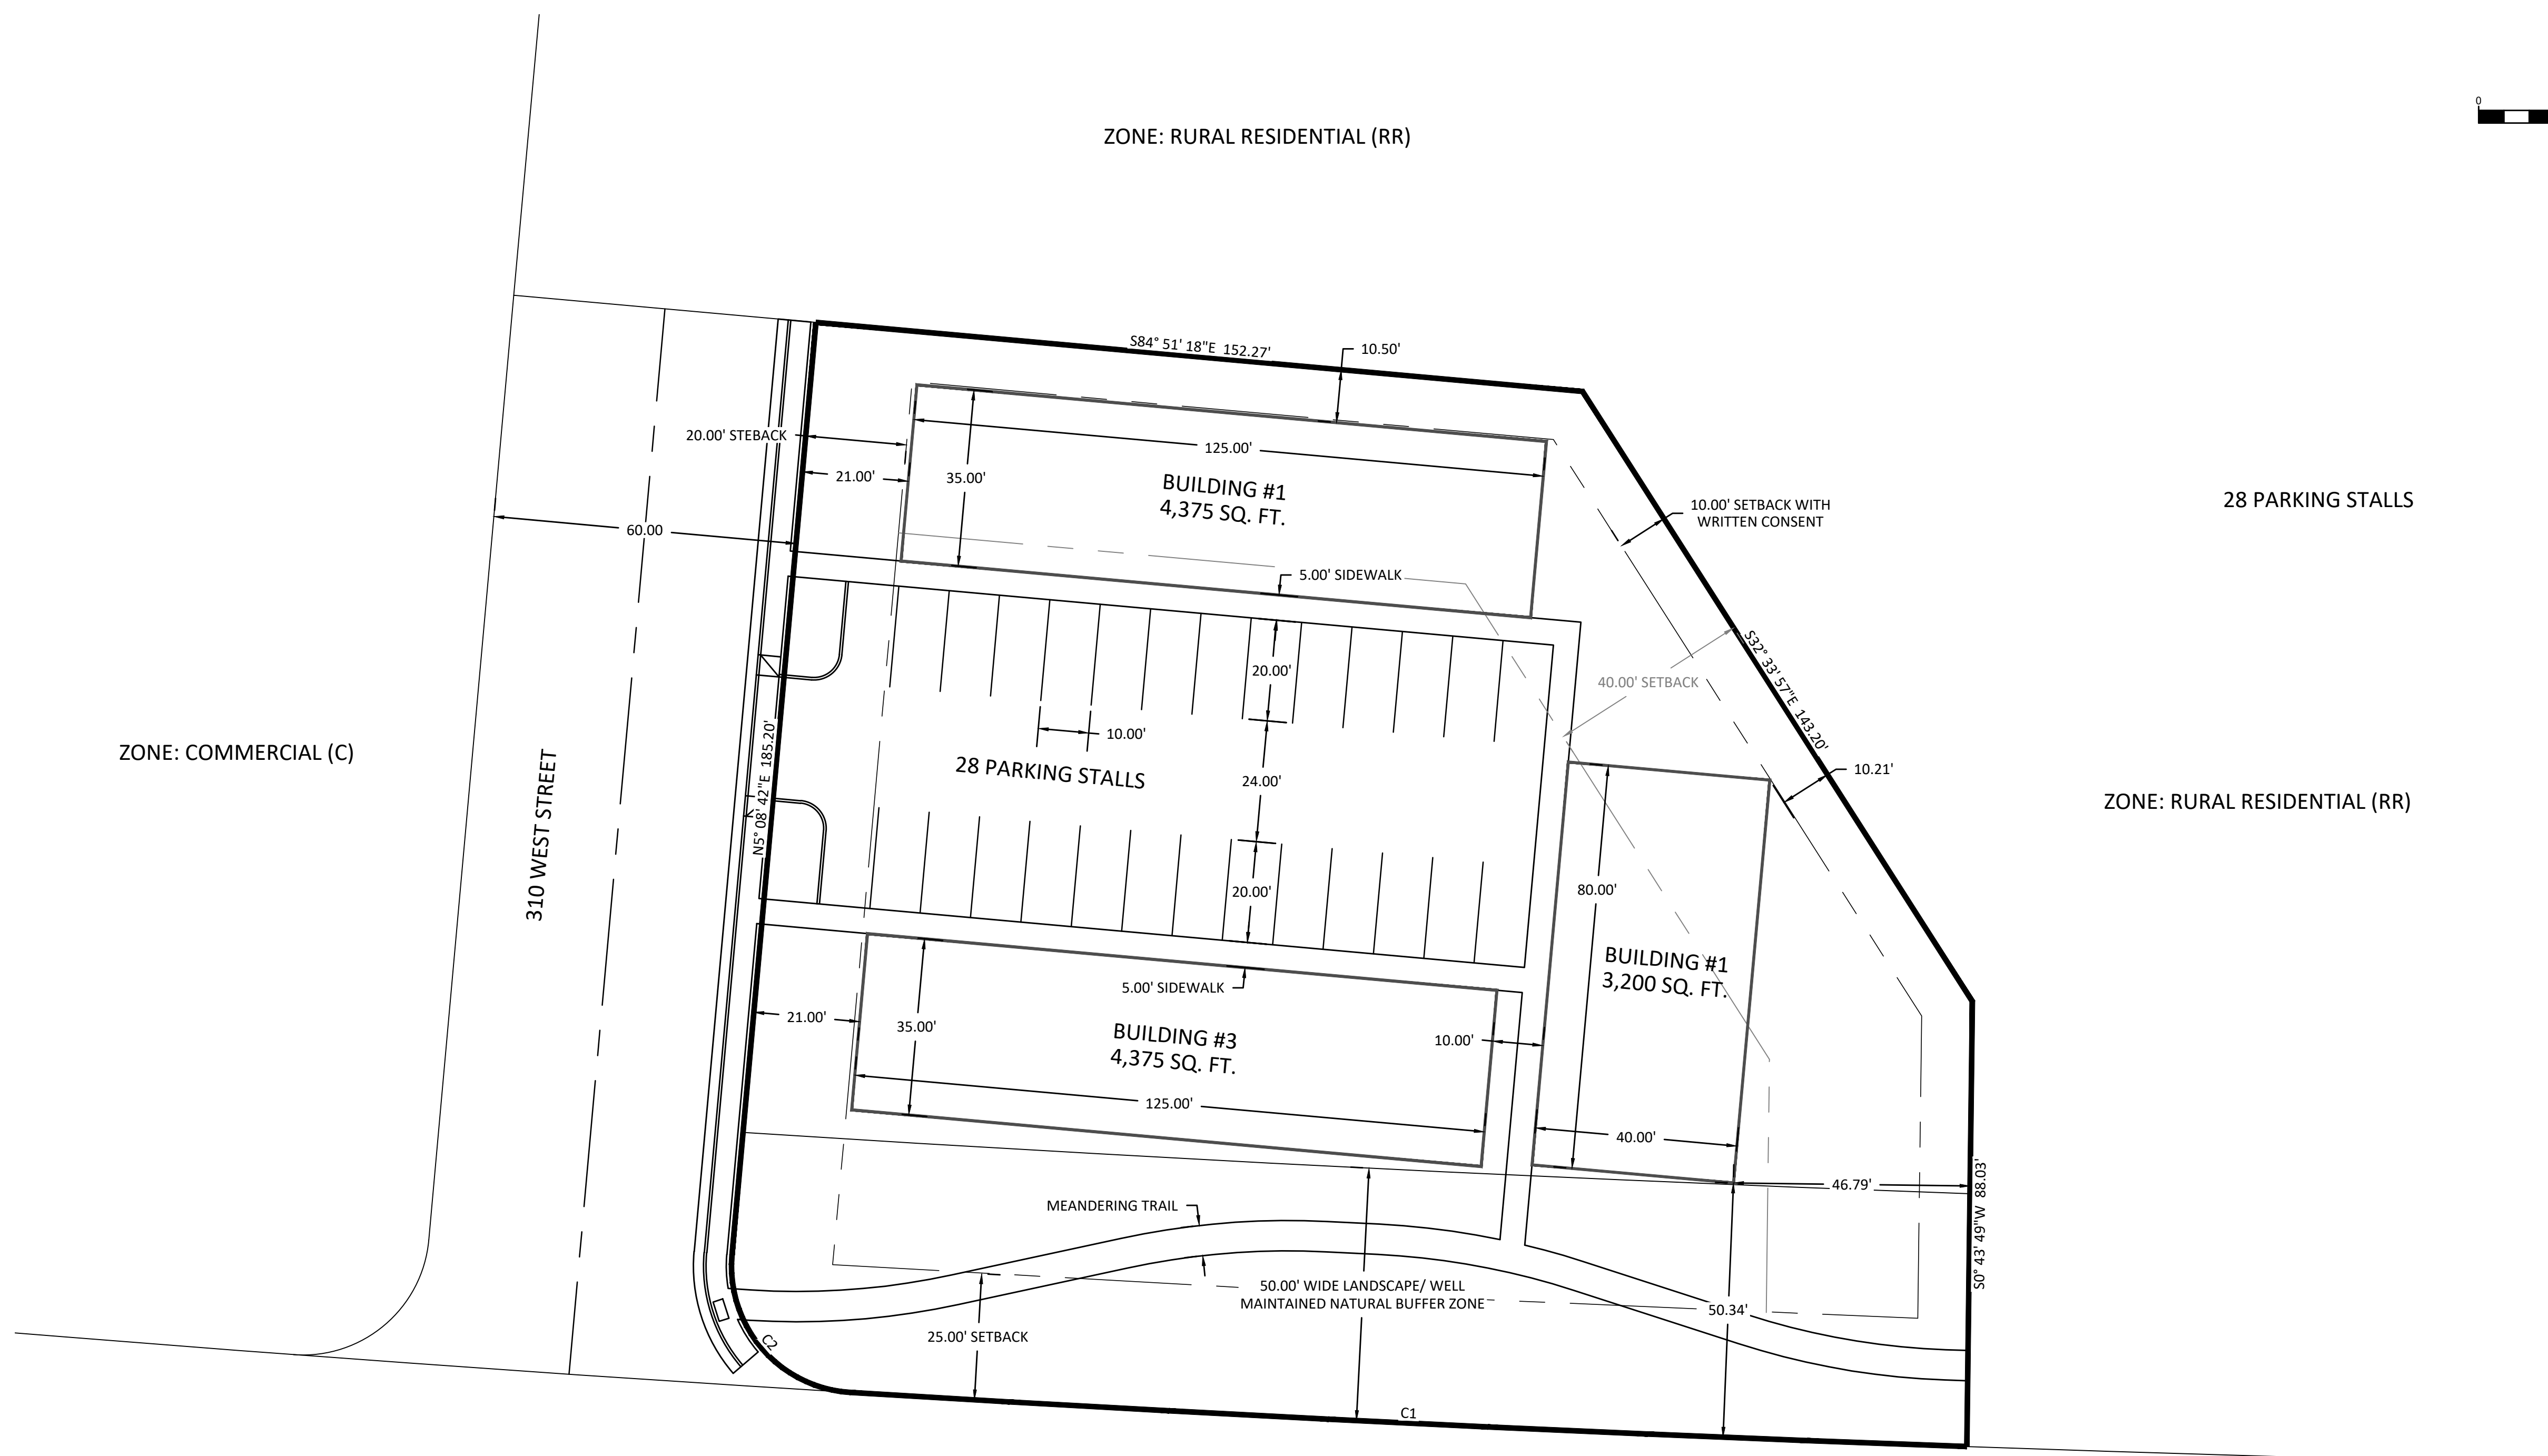 0
ZONE: RURAL RESIDENTIAL (RR)
S84° 51' 18"E 152.27'
10.50'
20.00' STEBACK
125.00'
21.00'
35.00'
BUILDING #1
4,375 SQ. FT.
10.00' SETBACK WITH
WRITTEN CONSENT
28 PARKING STALLS
60.00
5.00' SIDEWALK
S32° 33' 57"E 143.20'
20.00'
40.00' SETBACK
10.00'
ZONE: COMMERCIAL (C)
310 WEST STREET
N5° 08' 42"E 185.20'
28 PARKING STALLS
24.00'
10.21'
ZONE: RURAL RESIDENTIAL (RR)
20.00'
80.00'
BUILDING #1
3,200 SQ. FT.
5.00' SIDEWALK
21.00'
35.00'
BUILDING #3
4,375 SQ. FT.
10.00'
125.00'
40.00'
46.79'
S0° 43' 49"W 88.03'
MEANDERING TRAIL
50.00' WIDE LANDSCAPE/ WELL
MAINTAINED NATURAL BUFFER ZONE
50.34'
25.00' SETBACK
C2
C1